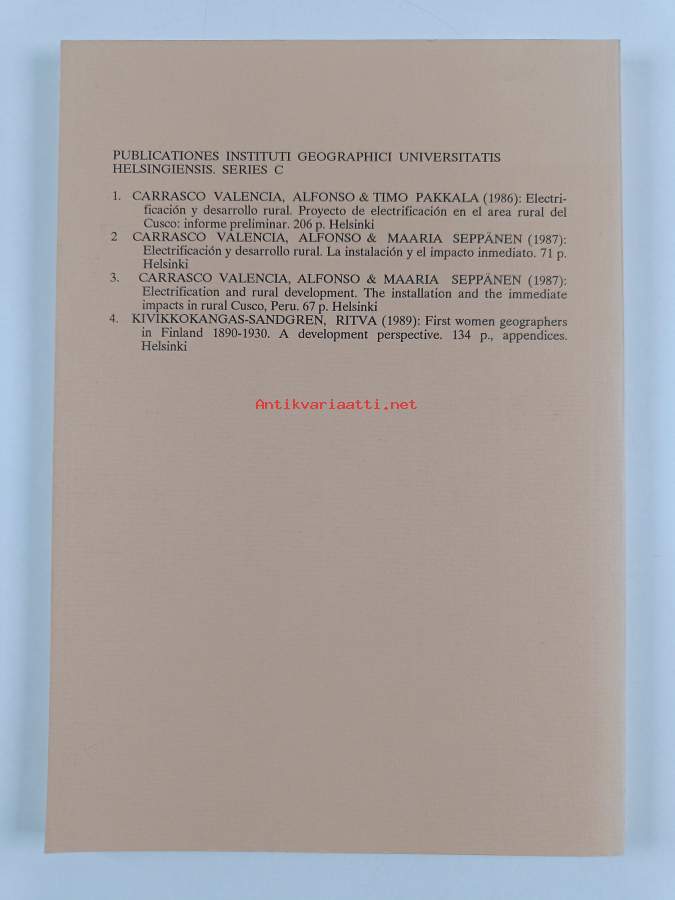 PUBLICATIONES INSTITUTI GEOGRAPHICI UNIVERSITATIS
HELSINGIENSIS. SERIES C
1. CARRASCO VALENCIA, ALFONSO & TIMO PAKKALA (1986): Electri-
ficación y desarrollo rural. Proyecto de electrificación en el area rural del
Cusco: informe preliminar. 206 p. Helsinki
2 CARRASCO VALENCIA, ALFONSO & MAARIA SEPPÄNEN (1987):
Electrificación y desarrollo rural. La instalación y el impacto inmediato. 71 p.
Helsinki
3. CARRASCO VALENCIA, ALFONSO & MAARIA SEPPÄNEN (1987):
Electrification and rural development. The installation and the immediate
impacts in rural Cusco, Peru. 67 p. Helsinki
4. KIVIKKOKANGAS-SANDGREN, RITVA (1989): First women geographers
in Finland 1890-1930. A development perspective. 134 p., appendices.
Helsinki
Antikvariaatti.net